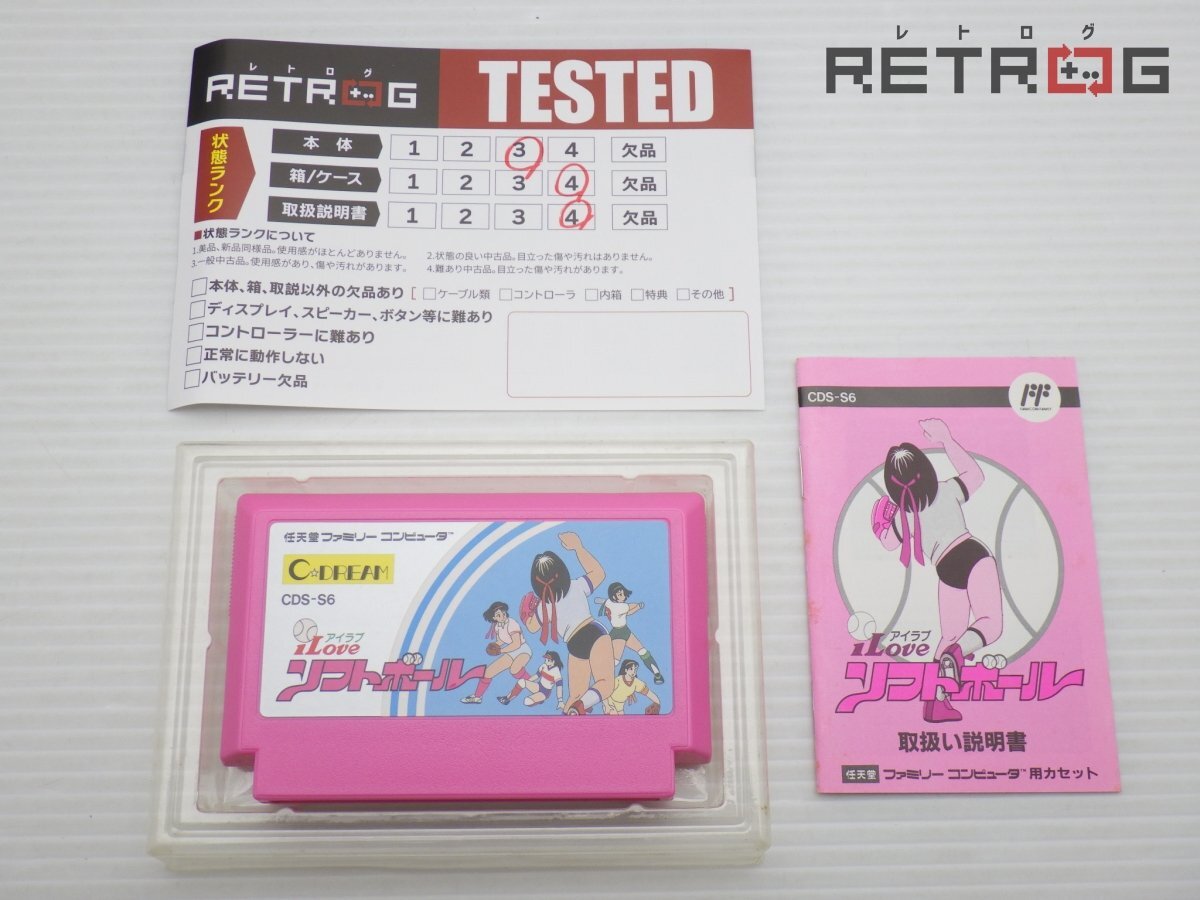 レトログ
RETROG
レトログ
RETROG
TESTED
状態ランク
本体 1 2 3 4 欠品
箱/ケース 1 2 3 4 欠品
取扱説明書 1 2 3 4 欠品
■状態ランクについて
1.美品、新品同様品。使用感がほとんどありません。 2.状態の良い中古品。目立った傷や汚れはありません。
3.一般中古品。使用感があり、傷や汚れがあります。 4.難あり中古品。目立った傷や汚れがあります。
本体、箱、取説以外の欠品あり [ ケーブル類 コントローラ 内箱 特典 その他 ]
ディスプレイ、スピーカー、ボタン等に難あり
コントローラーに難あり
正常に動作しない
バッテリー欠品
任天堂 ファミリー コンピュータ™
C☆DREAM
CDS-S6
アイラブ
iLove
ソフトボール
CDS-S6
アイラブ
iLove
ソフトボール
取扱い説明書
任天堂 ファミリー コンピュータ™ 用カセット